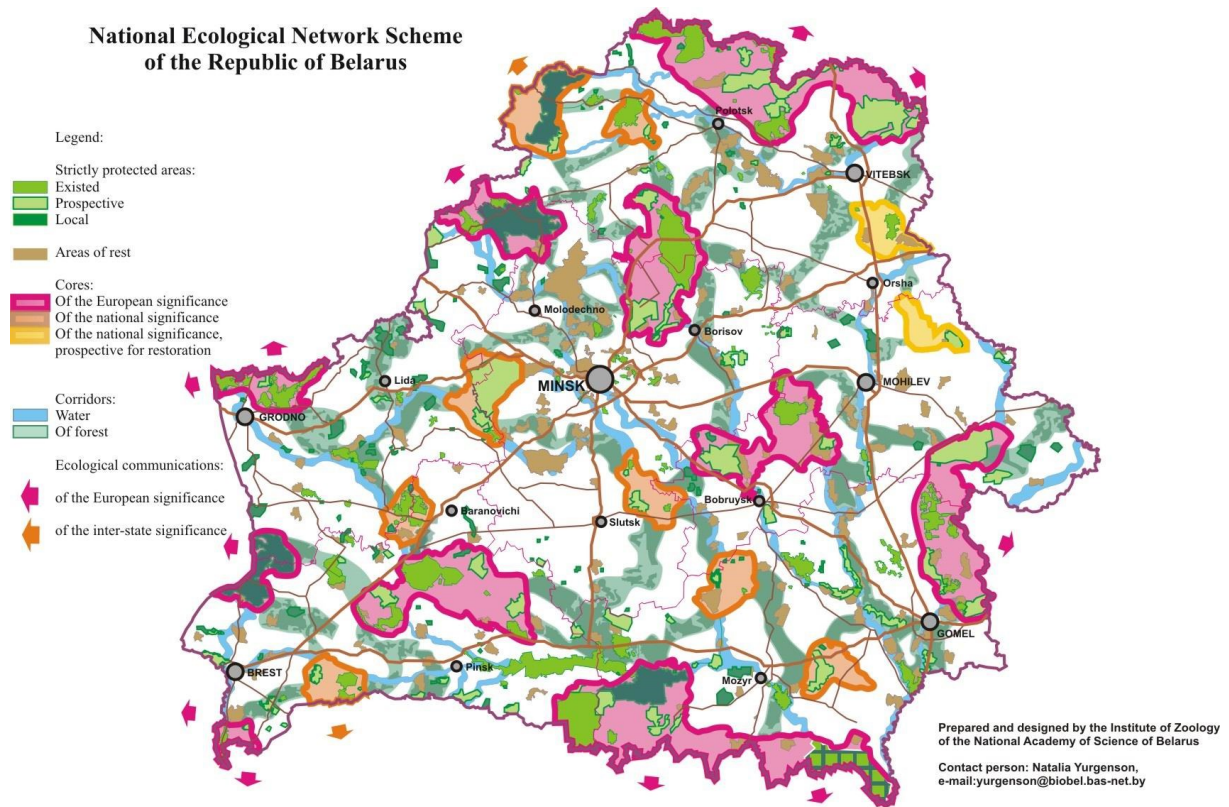 National Ecological Network Scheme
of the Republic of Belarus
Legend:
Strictly protected areas:
Existed
Prospective
Local
Areas of rest
Cores:
Of the European significance
Of the national significance
Of the national significance,
prospective for restoration
Corridors:
Water
Of forest
Ecological communications:
of the European significance
of the inter-state significance
Polotsk
VITEBSK
Orsha
Molodechno
Borisov
MINSK
Lida
MOHILEV
GRODNO
Bobruysk
Baranovichi
Slutsk
GOMEL
Pinsk
BREST
Mozyr
Prepared and designed by the Institute of Zoology
of the National Academy of Science of Belarus
Contact person: Natalia Yurgenson,
e-mail:yurgenson@biobel.bas-net.by